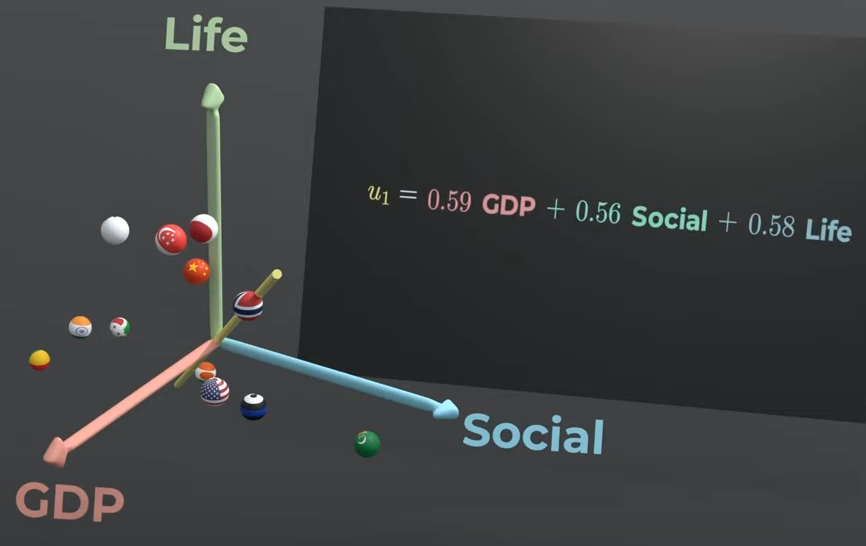 Life
u₁ = 0.59 GDP + 0.56 Social + 0.58 Life
Social
GDP